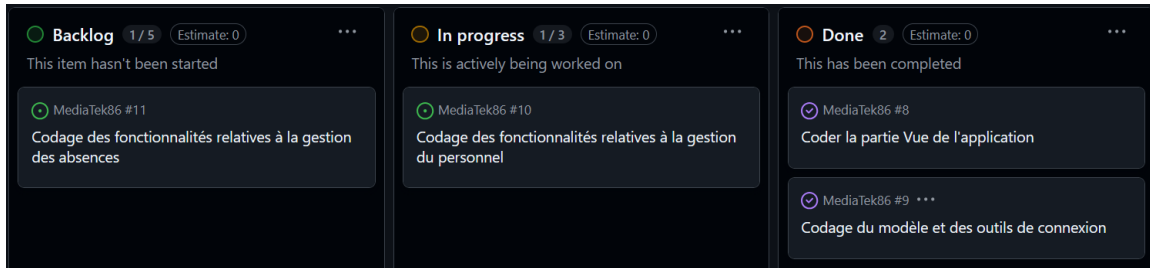 Backlog 1 / 5 Estimate: 0
This item hasn't been started
MediaTek86 #11
Codage des fonctionnalités relatives à la gestion
des absences
In progress 1 / 3 Estimate: 0
This is actively being worked on
MediaTek86 #10
Codage des fonctionnalités relatives à la gestion
du personnel
Done 2 Estimate: 0
This has been completed
MediaTek86 #8
Coder la partie Vue de l'application
MediaTek86 #9
Codage du modèle et des outils de connexion